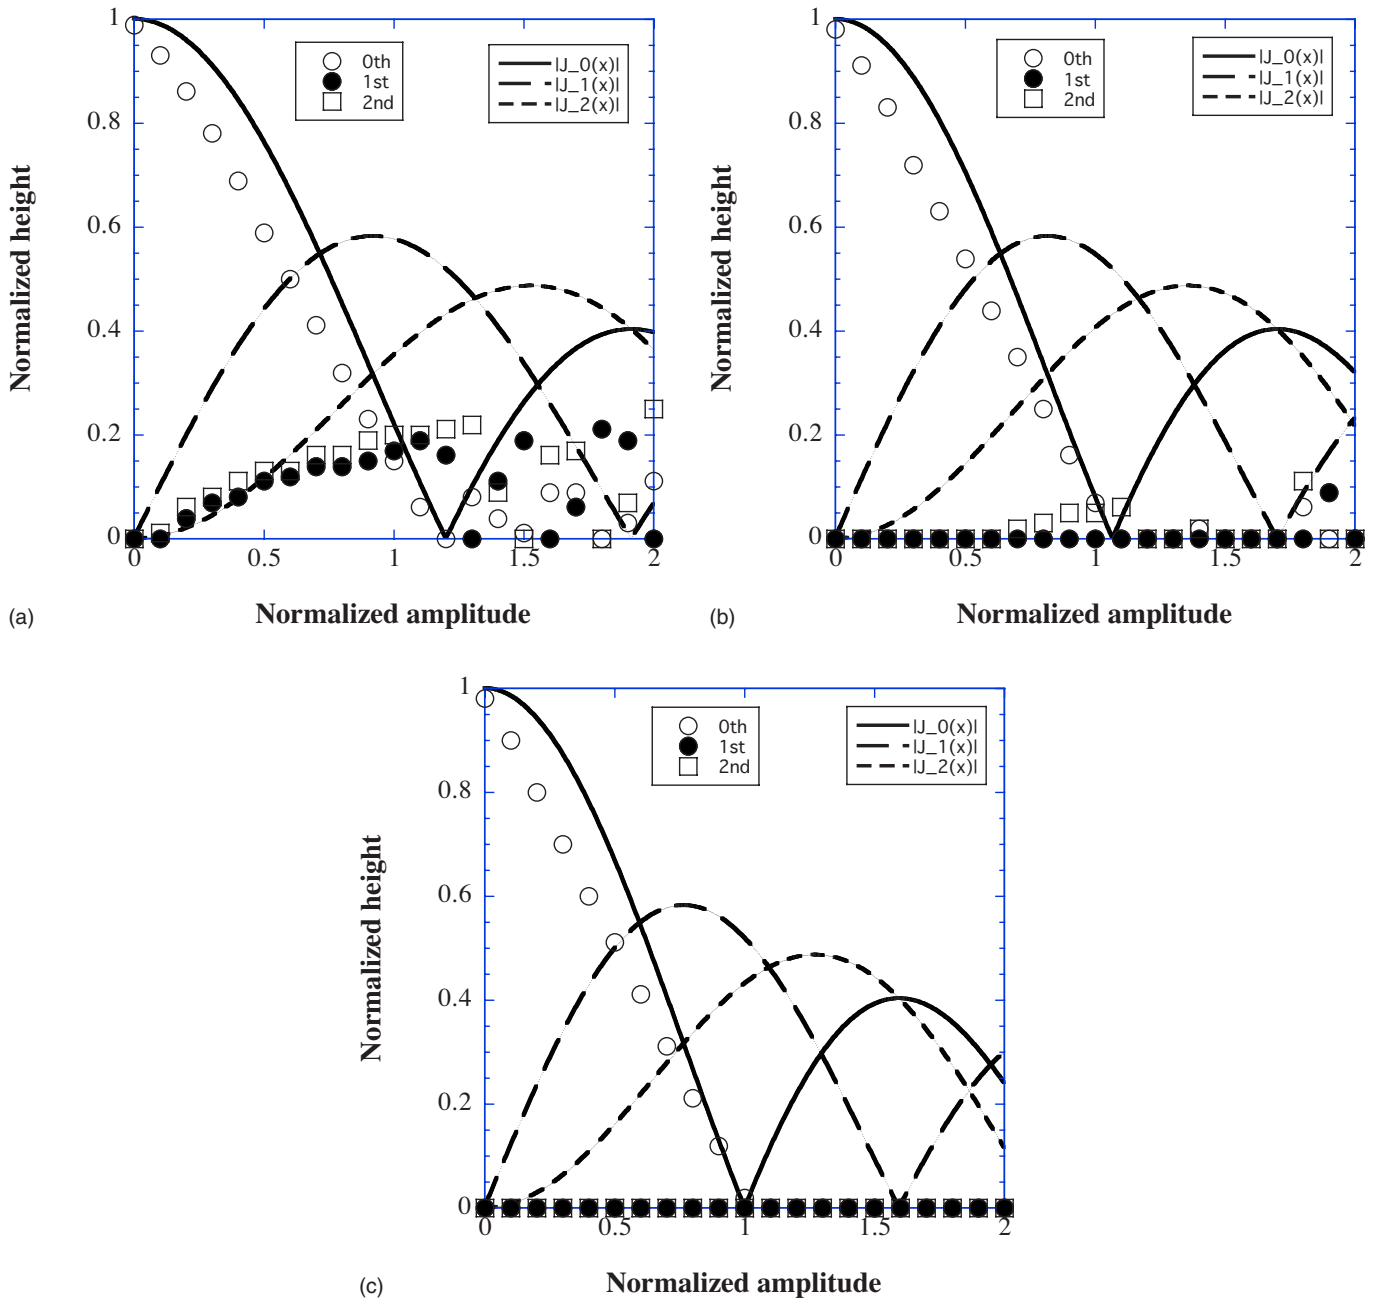 1
0.8
0.6
0.4
0.2
0
0
0.5
1
1.5
2
Normalized height
Normalized amplitude
0th
1st
2nd
|J_0(x)|
|J_1(x)|
|J_2(x)|
(a)
1
0.8
0.6
0.4
0.2
0
0
0.5
1
1.5
2
Normalized height
Normalized amplitude
0th
1st
2nd
|J_0(x)|
|J_1(x)|
|J_2(x)|
(b)
1
0.8
0.6
0.4
0.2
0
0
0.5
1
1.5
2
Normalized height
Normalized amplitude
0th
1st
2nd
|J_0(x)|
|J_1(x)|
|J_2(x)|
(c)